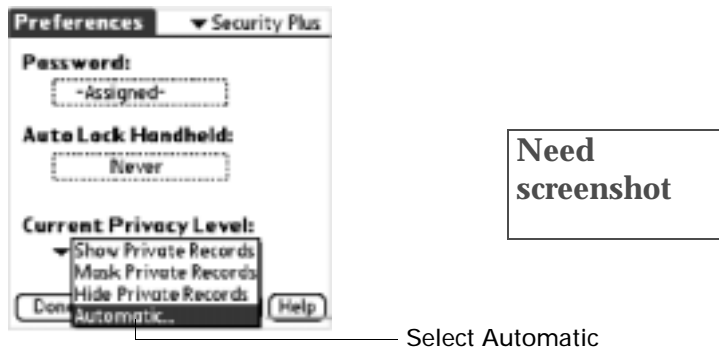 Preferences Security Plus
Password:
-Assigned-
Auto Lock Handheld:
Never
Current Privacy Level:
Show Private Records
Mask Private Records
Hide Private Records
Automatic...
Help
Need
screenshot
Select Automatic